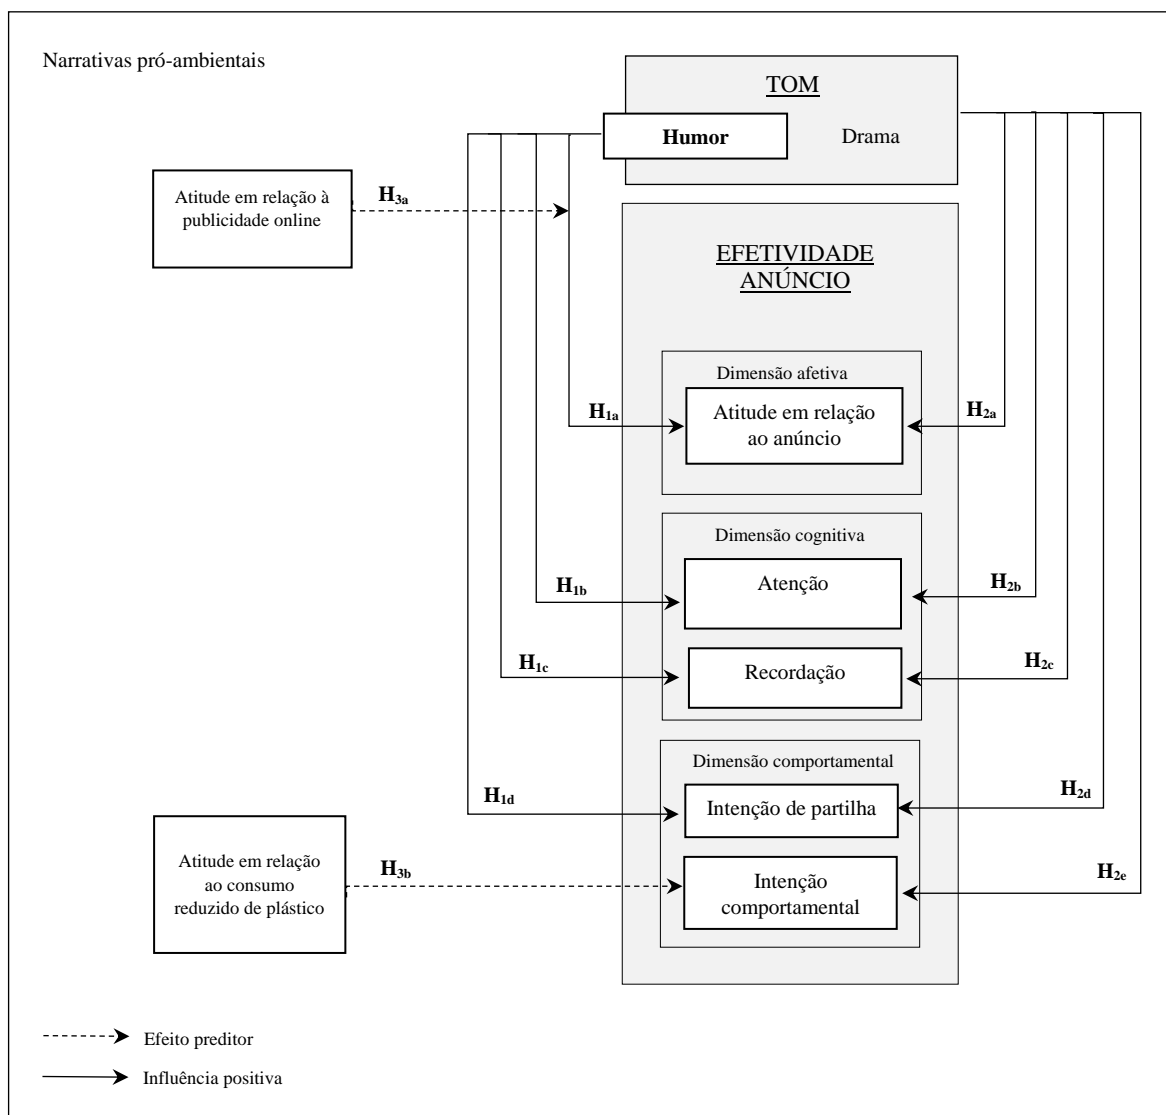 Narrativas pró-ambientais
TOM
Humor
Drama
Atitude em relação à
publicidade online
H3a
EFETIVIDADE
ANÚNCIO
Dimensão afetiva
H1a
Atitude em relação
ao anúncio
H2a
Dimensão cognitiva
H1b
Atenção
H2b
H1c
Recordação
H2c
Dimensão comportamental
H1d
Intenção de partilha
H2d
Atitude em relação
ao consumo
reduzido de plástico
H3b
Intenção
comportamental
H2e
Efeito preditor
Influência positiva